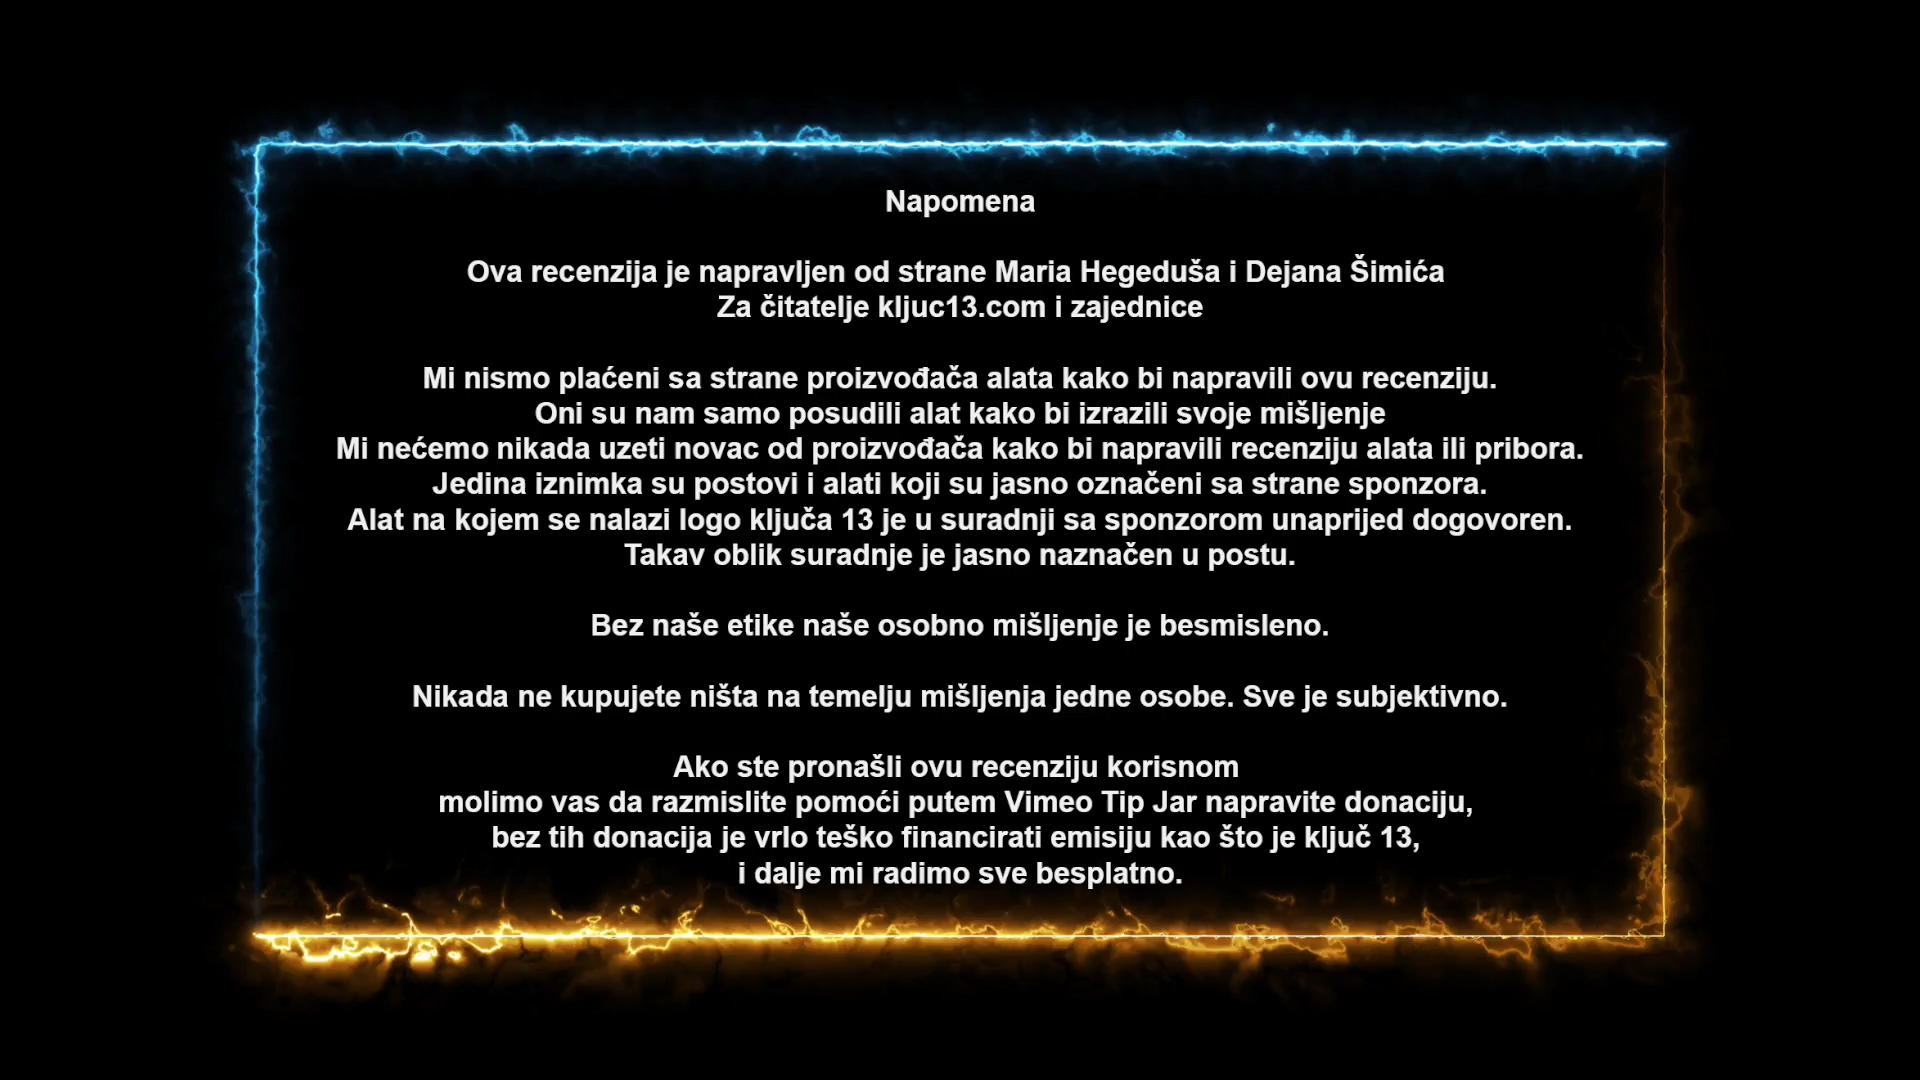 Napomena
Ova recenzija je napravljen od strane Maria Hegeduša i Dejana Šimića
Za čitatelje kljuc13.com i zajednice
Mi nismo plaćeni sa strane proizvođača alata kako bi napravili ovu recenziju.
Oni su nam samo posudili alat kako bi izrazili svoje mišljenje
Mi nećemo nikada uzeti novac od proizvođača kako bi napravili recenziju alata ili pribora.
Jedina iznimka su postovi i alati koji su jasno označeni sa strane sponzora.
Alat na kojem se nalazi logo ključa 13 je u suradnji sa sponzorom unaprijed dogovoren.
Takav oblik suradnje je jasno naznačen u postu.
Bez naše etike naše osobno mišljenje je besmisleno.
Nikada ne kupujete ništa na temelju mišljenja jedne osobe. Sve je subjektivno.
Ako ste pronašli ovu recenziju korisnom
molimo vas da razmislite pomoći putem Vimeo Tip Jar napravite donaciju,
bez tih donacija je vrlo teško financirati emisiju kao što je ključ 13,
i dalje mi radimo sve besplatno.